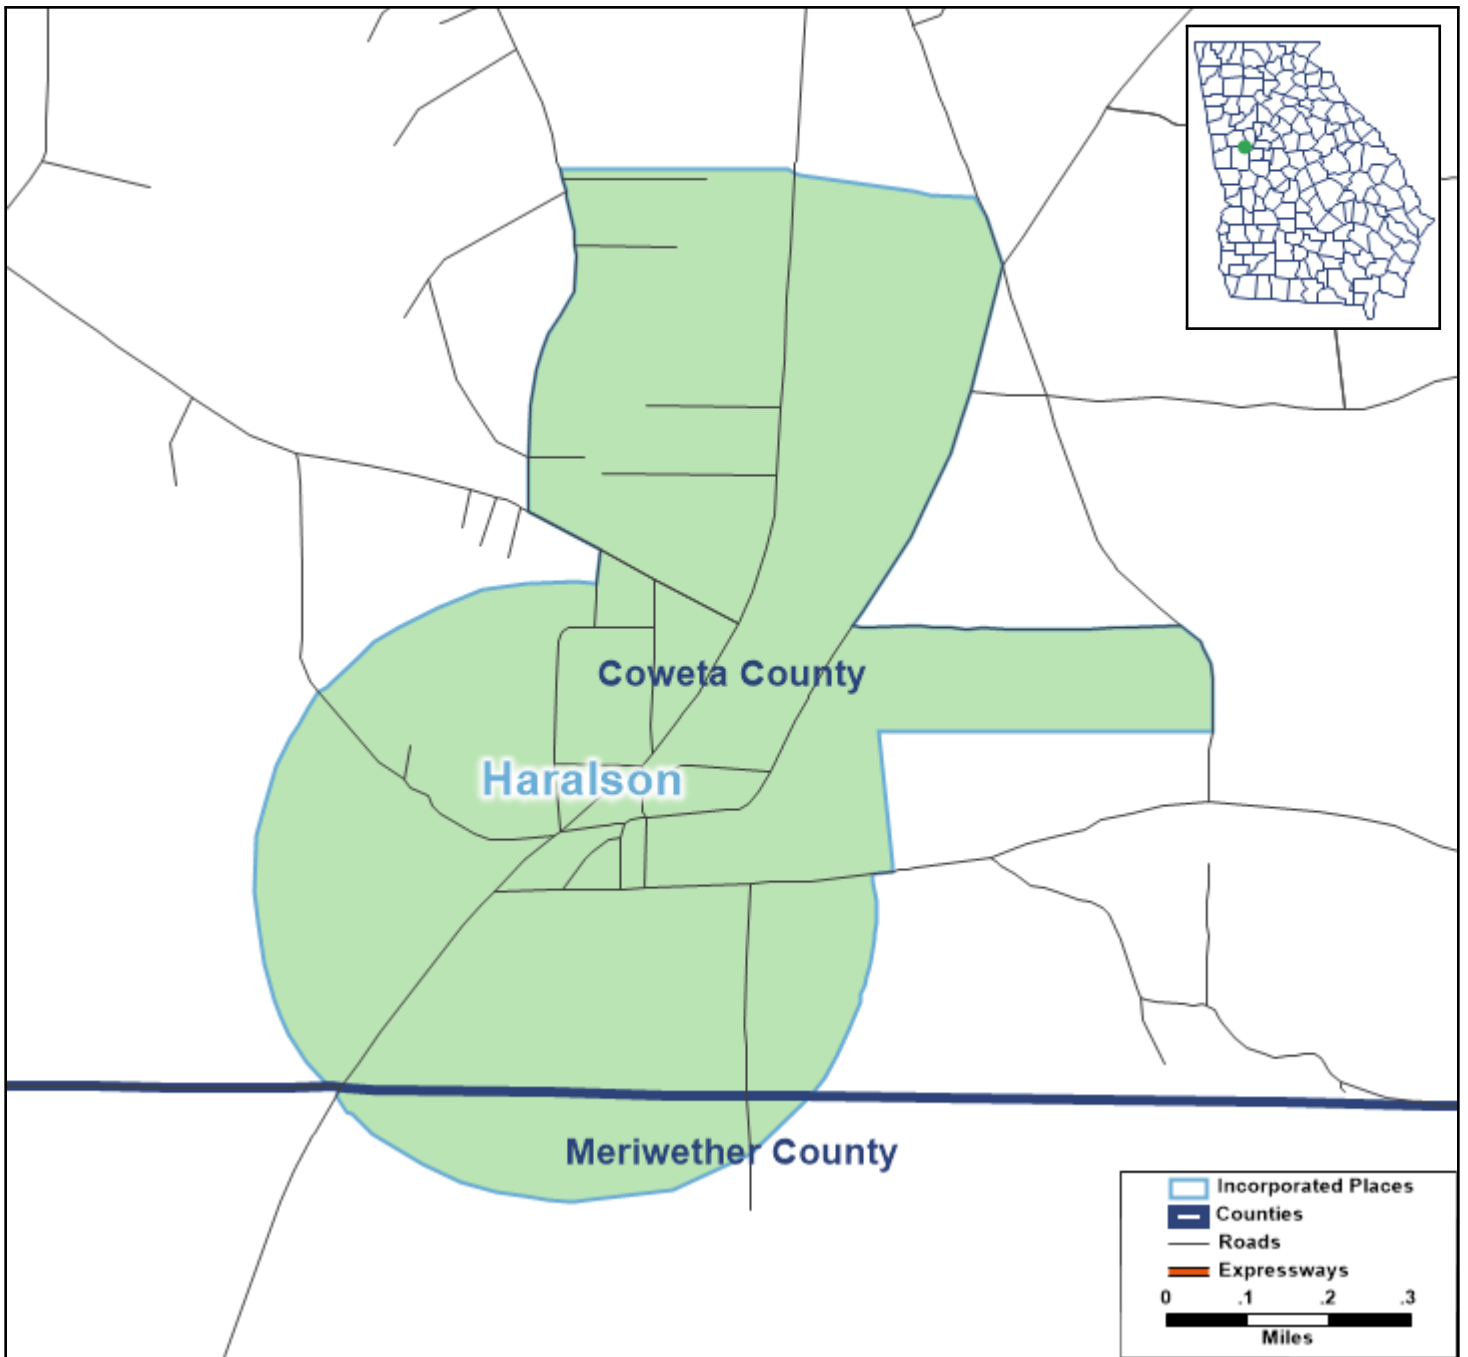 Coweta County
Haralson
Meriwether County
Incorporated Places
Counties
Roads
Expressways
0 .1 .2 .3
Miles